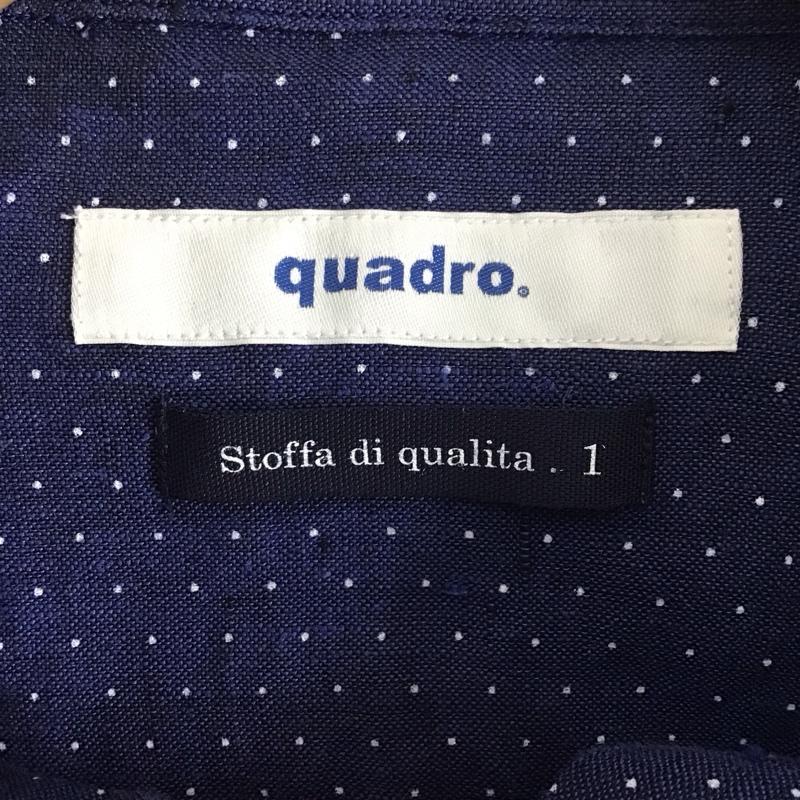 quadro.
Stoffa di qualita .. 1